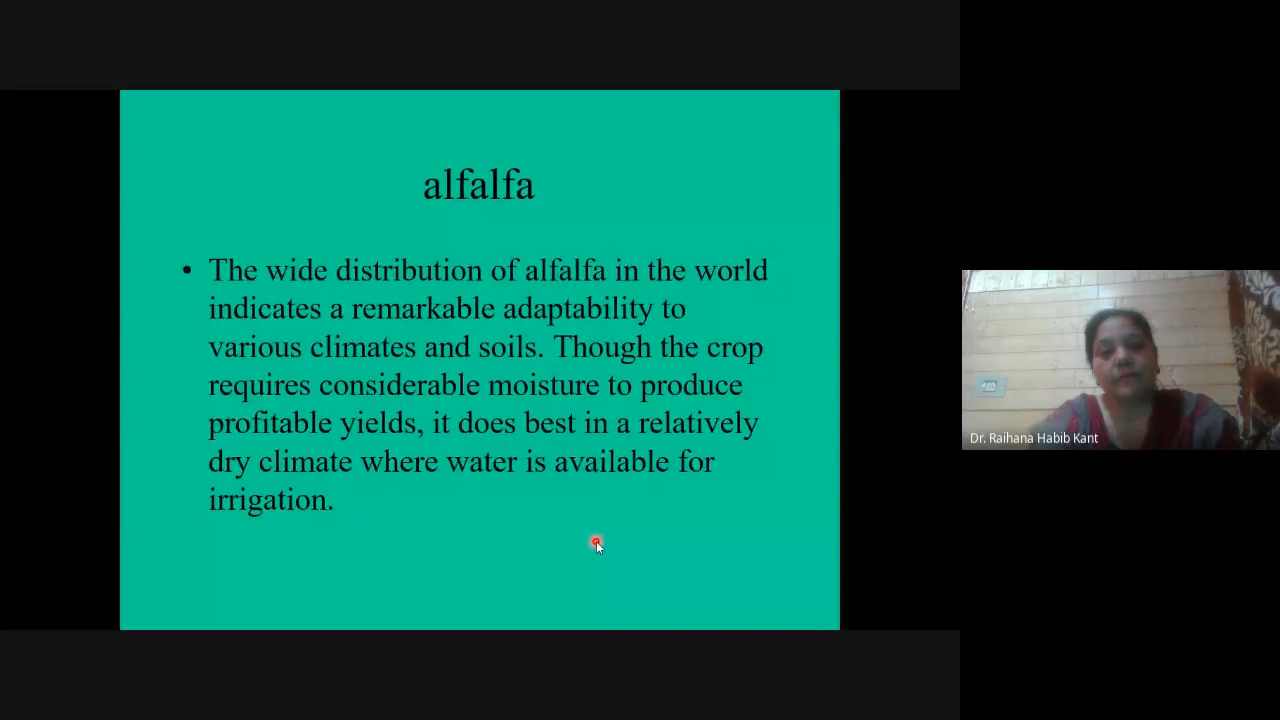 alfalfa
• The wide distribution of alfalfa in the world
indicates a remarkable adaptability to
various climates and soils. Though the crop
requires considerable moisture to produce
profitable yields, it does best in a relatively
dry climate where water is available for
irrigation.
Dr. Raihana Habib Kant